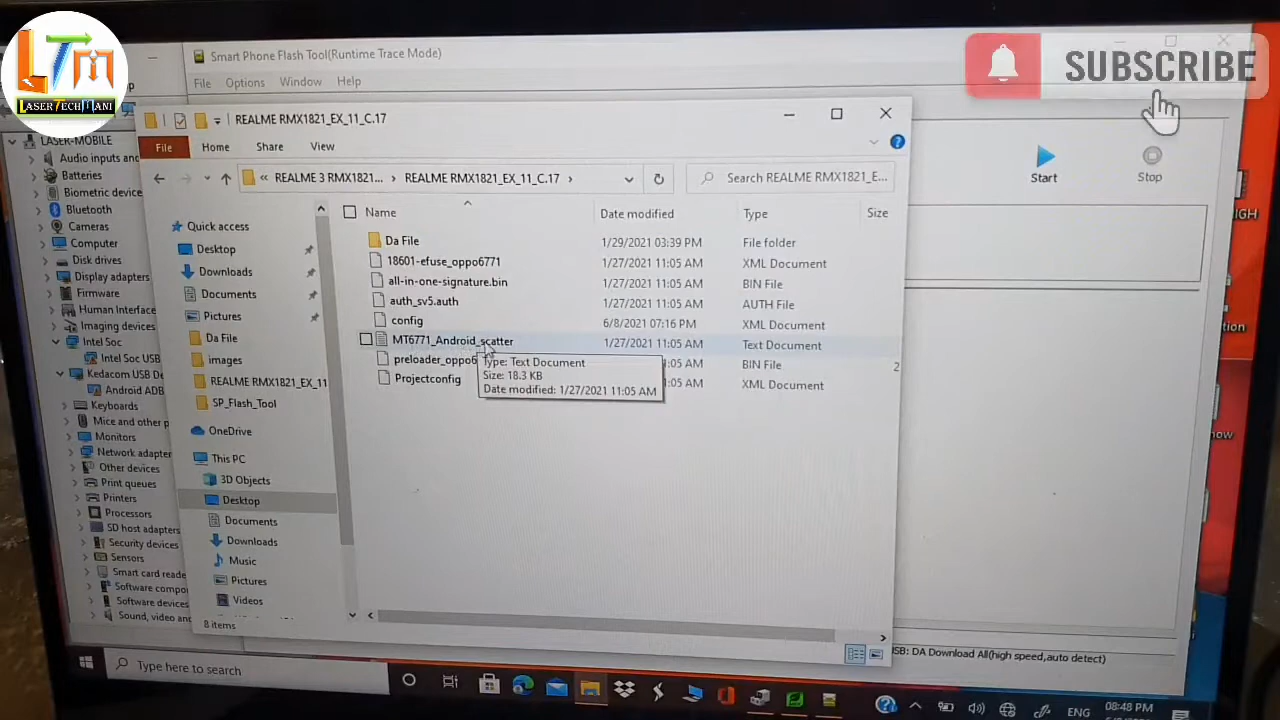 LTM
LASERTECHMANI
SUBSCRIBE
Smart Phone Flash Tool(Runtime Trace Mode)
File Options Window Help
Start
Stop
REALME RMX1821_EX_11_C.17
File Home Share View
« REALME 3 RMX1821... › REALME RMX1821_EX_11_C.17 ›
Search REALME RMX1821_E...
Name Date modified Type Size
Da File 1/29/2021 03:39 PM File folder
18601-efuse_oppo6771 1/27/2021 11:05 AM XML Document
all-in-one-signature.bin 1/27/2021 11:05 AM BIN File
auth_sv5.auth 1/27/2021 11:05 AM AUTH File
config 6/8/2021 07:16 PM XML Document
MT6771_Android_scatter 1/27/2021 11:05 AM Text Document
preloader_oppo6 :05 AM BIN File 2
Projectconfig :05 AM XML Document
Type: Text Document
Size: 18.3 KB
Date modified: 1/27/2021 11:05 AM
Quick access
Desktop
Downloads
Documents
Pictures
Da File
images
REALME RMX1821_EX_11
SP_Flash_Tool
OneDrive
This PC
3D Objects
Desktop
Documents
Downloads
Music
Pictures
Videos
8 items
LASER-MOBILE
Audio inputs and
Batteries
Biometric device
Bluetooth
Cameras
Computer
Disk drives
Display adapters
Firmware
Human Interface
Imaging devices
Intel Soc
Intel Soc USB
Kedacom USB De
Android ADB
Keyboards
Mice and other p
Monitors
Network adapter
Other devices
Print queues
Printers
Processors
SD host adapters
Security devices
Sensors
Smart card reade
Software compo
Software devices
Sound, video and
USB: DA Download All(high speed,auto detect)
Type here to search
ENG
08:48 PM